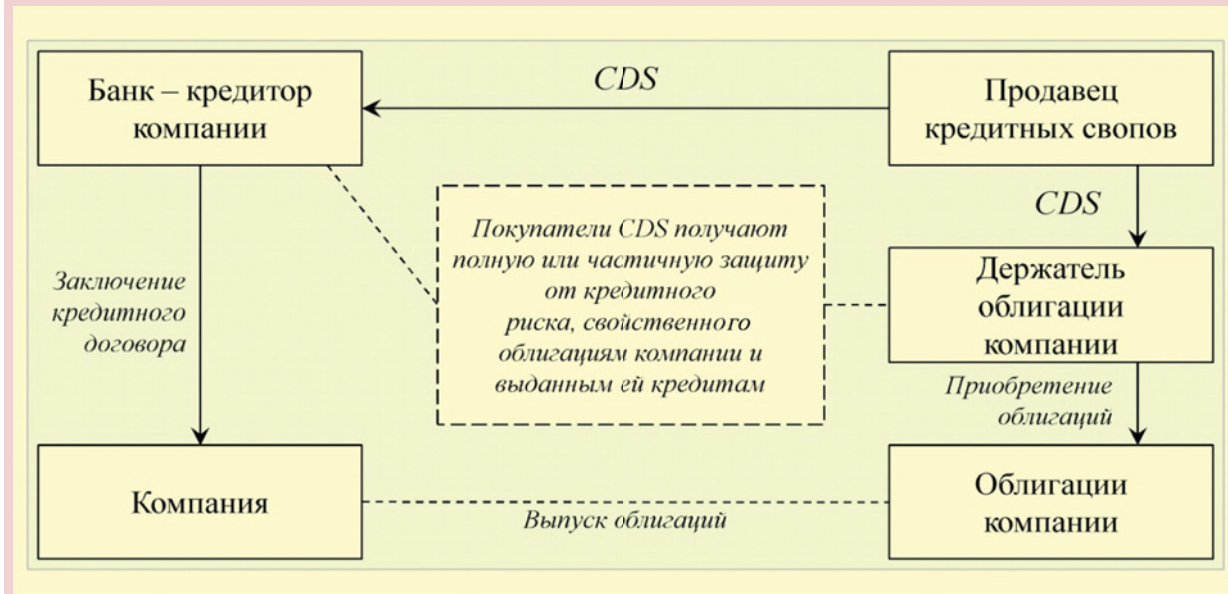 Банк – кредитор
компании
CDS
Продавец
кредитных свопов
CDS
Покупатели CDS получают
полную или частичную защиту
от кредитного
риска, свойственного
облигациям компании и
выданным ей кредитам
Заключение
кредитного
договора
Держатель
облигации
компании
Приобретение
облигаций
Компания
Выпуск облигаций
Облигации
компании